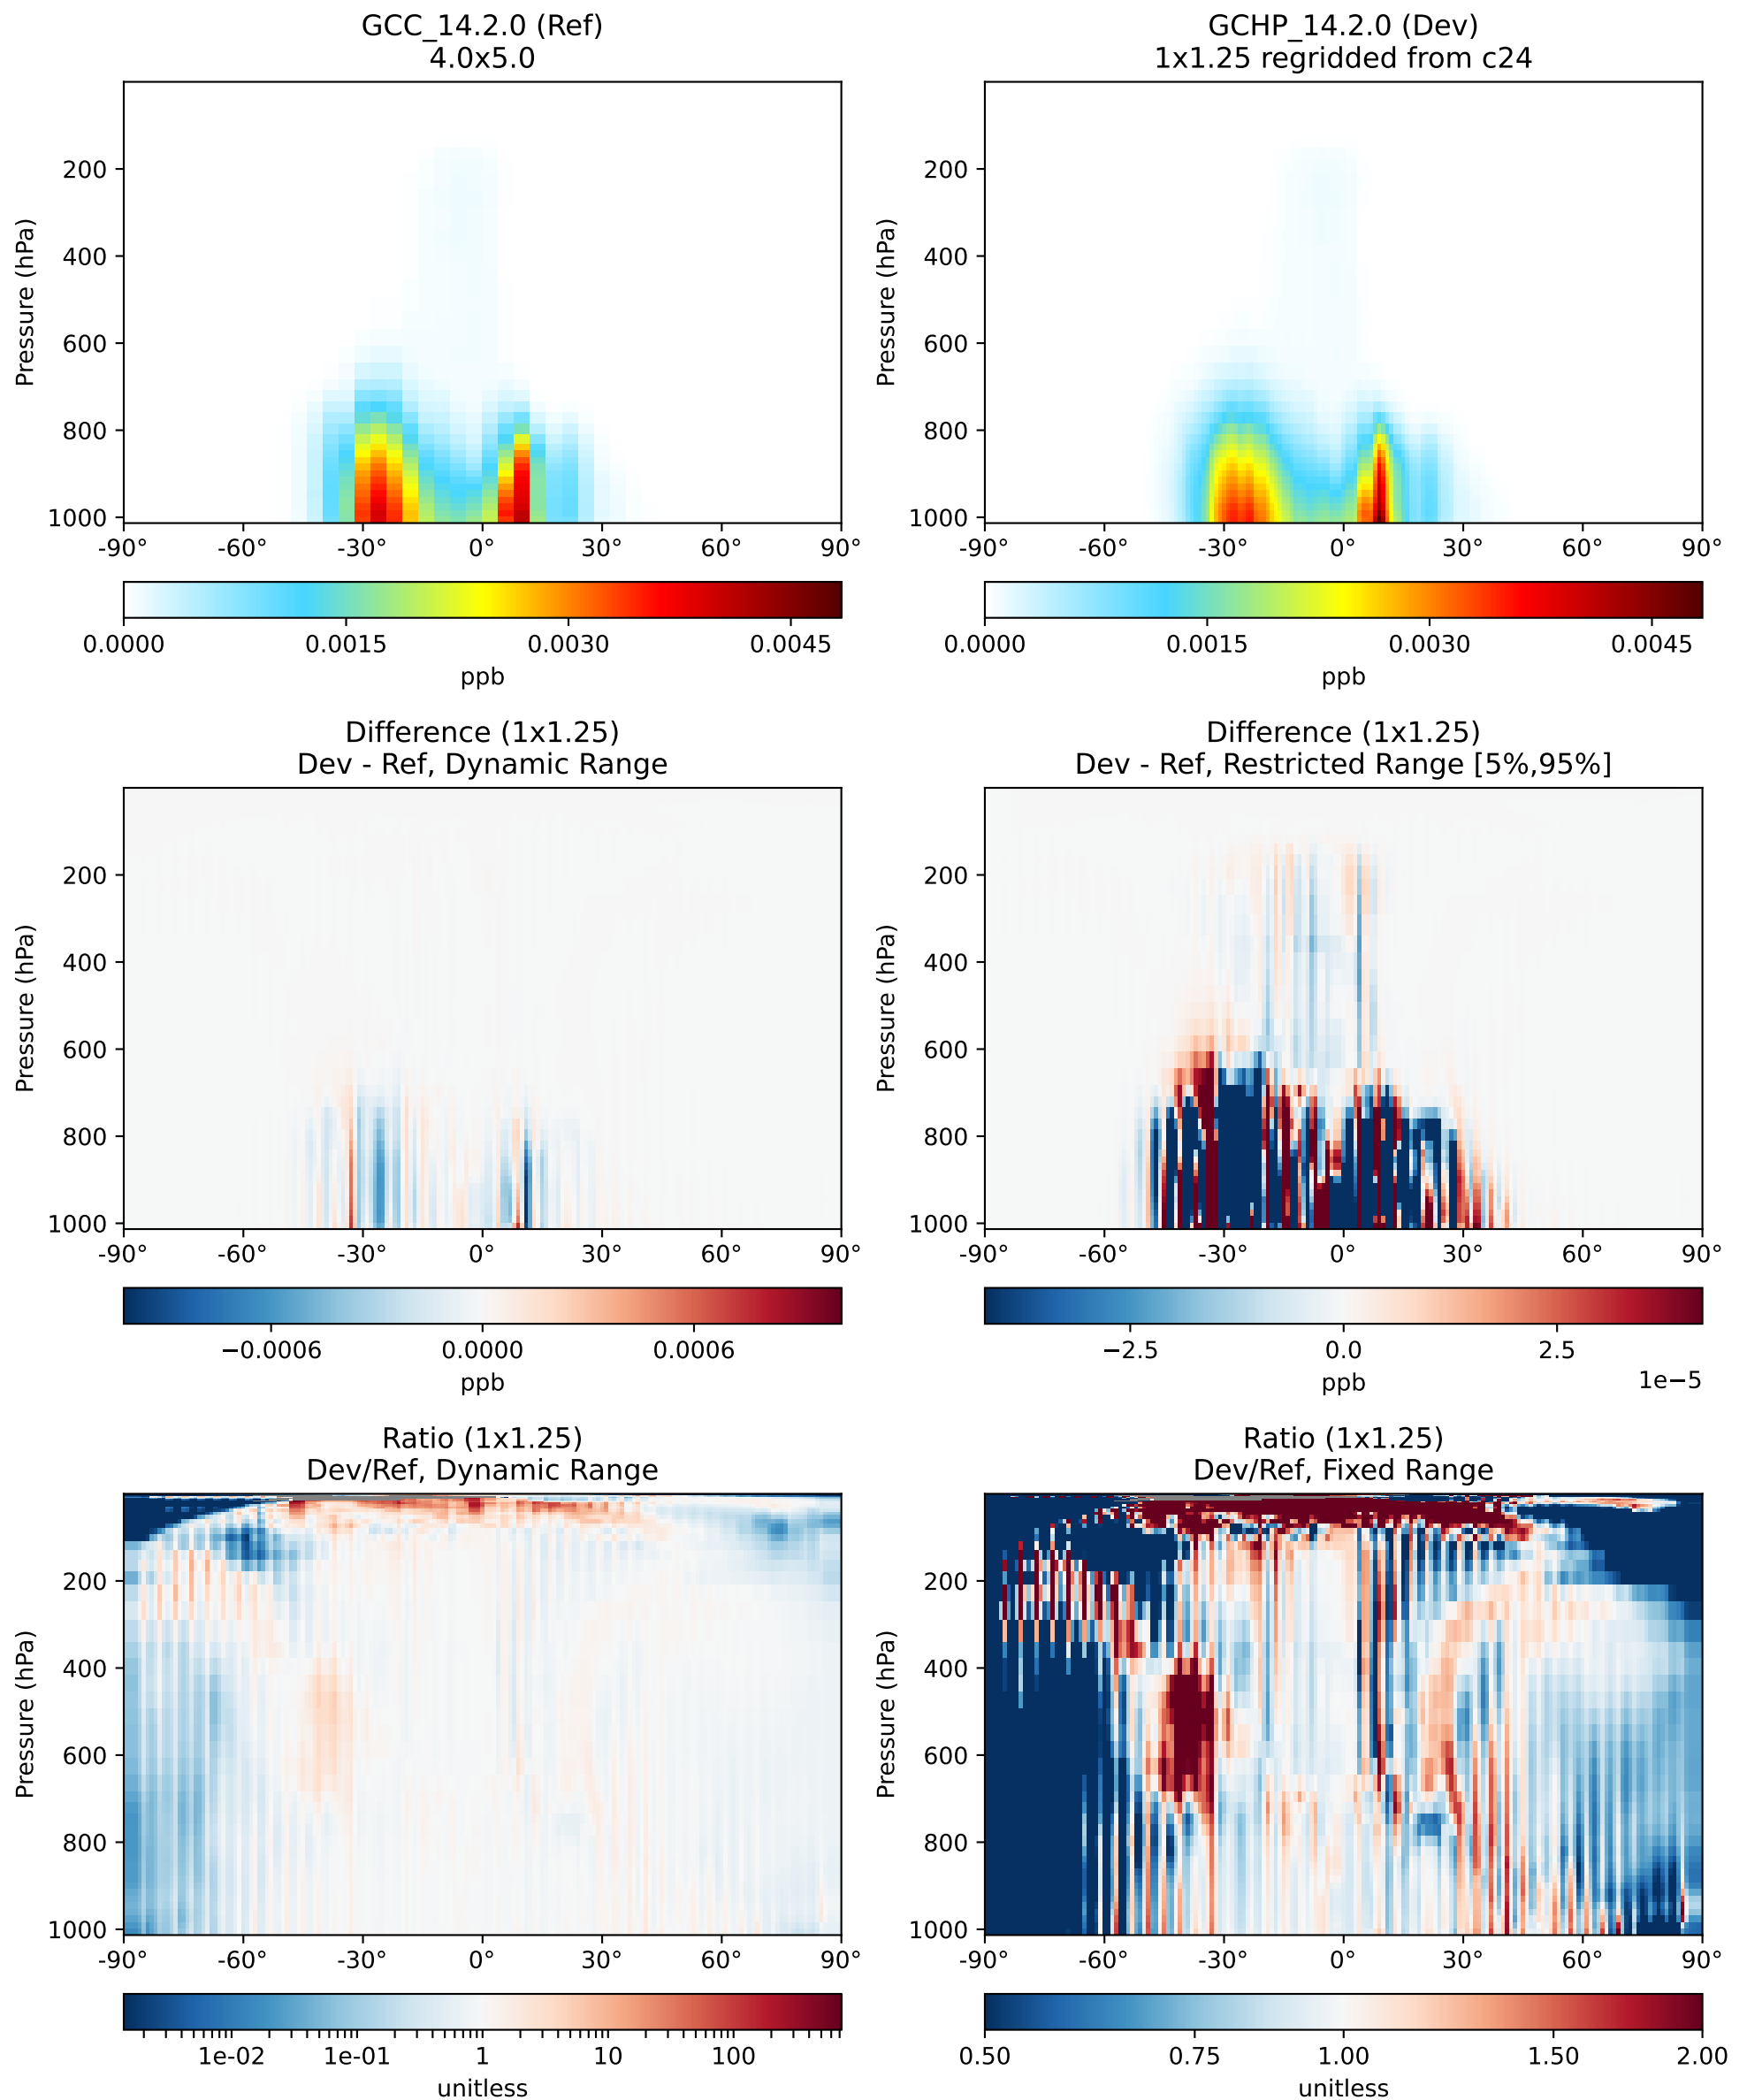 GCC_14.2.0 (Ref)
4.0x5.0
GCHP_14.2.0 (Dev)
1x1.25 regridded from c24
Pressure (hPa)
200
400
600
800
1000
-90° -60° -30° 0° 30° 60° 90°
0.0000 0.0015 0.0030 0.0045
ppb
Pressure (hPa)
200
400
600
800
1000
-90° -60° -30° 0° 30° 60° 90°
0.0000 0.0015 0.0030 0.0045
ppb
Difference (1x1.25)
Dev - Ref, Dynamic Range
Pressure (hPa)
200
400
600
800
1000
-90° -60° -30° 0° 30° 60° 90°
−0.0006 0.0000 0.0006
ppb
Difference (1x1.25)
Dev - Ref, Restricted Range [5%,95%]
Pressure (hPa)
200
400
600
800
1000
-90° -60° -30° 0° 30° 60° 90°
−2.5 0.0 2.5
1e−5
ppb
Ratio (1x1.25)
Dev/Ref, Dynamic Range
Pressure (hPa)
200
400
600
800
1000
-90° -60° -30° 0° 30° 60° 90°
1e-02 1e-01 1 10 100
unitless
Ratio (1x1.25)
Dev/Ref, Fixed Range
Pressure (hPa)
200
400
600
800
1000
-90° -60° -30° 0° 30° 60° 90°
0.50 0.75 1.00 1.50 2.00
unitless